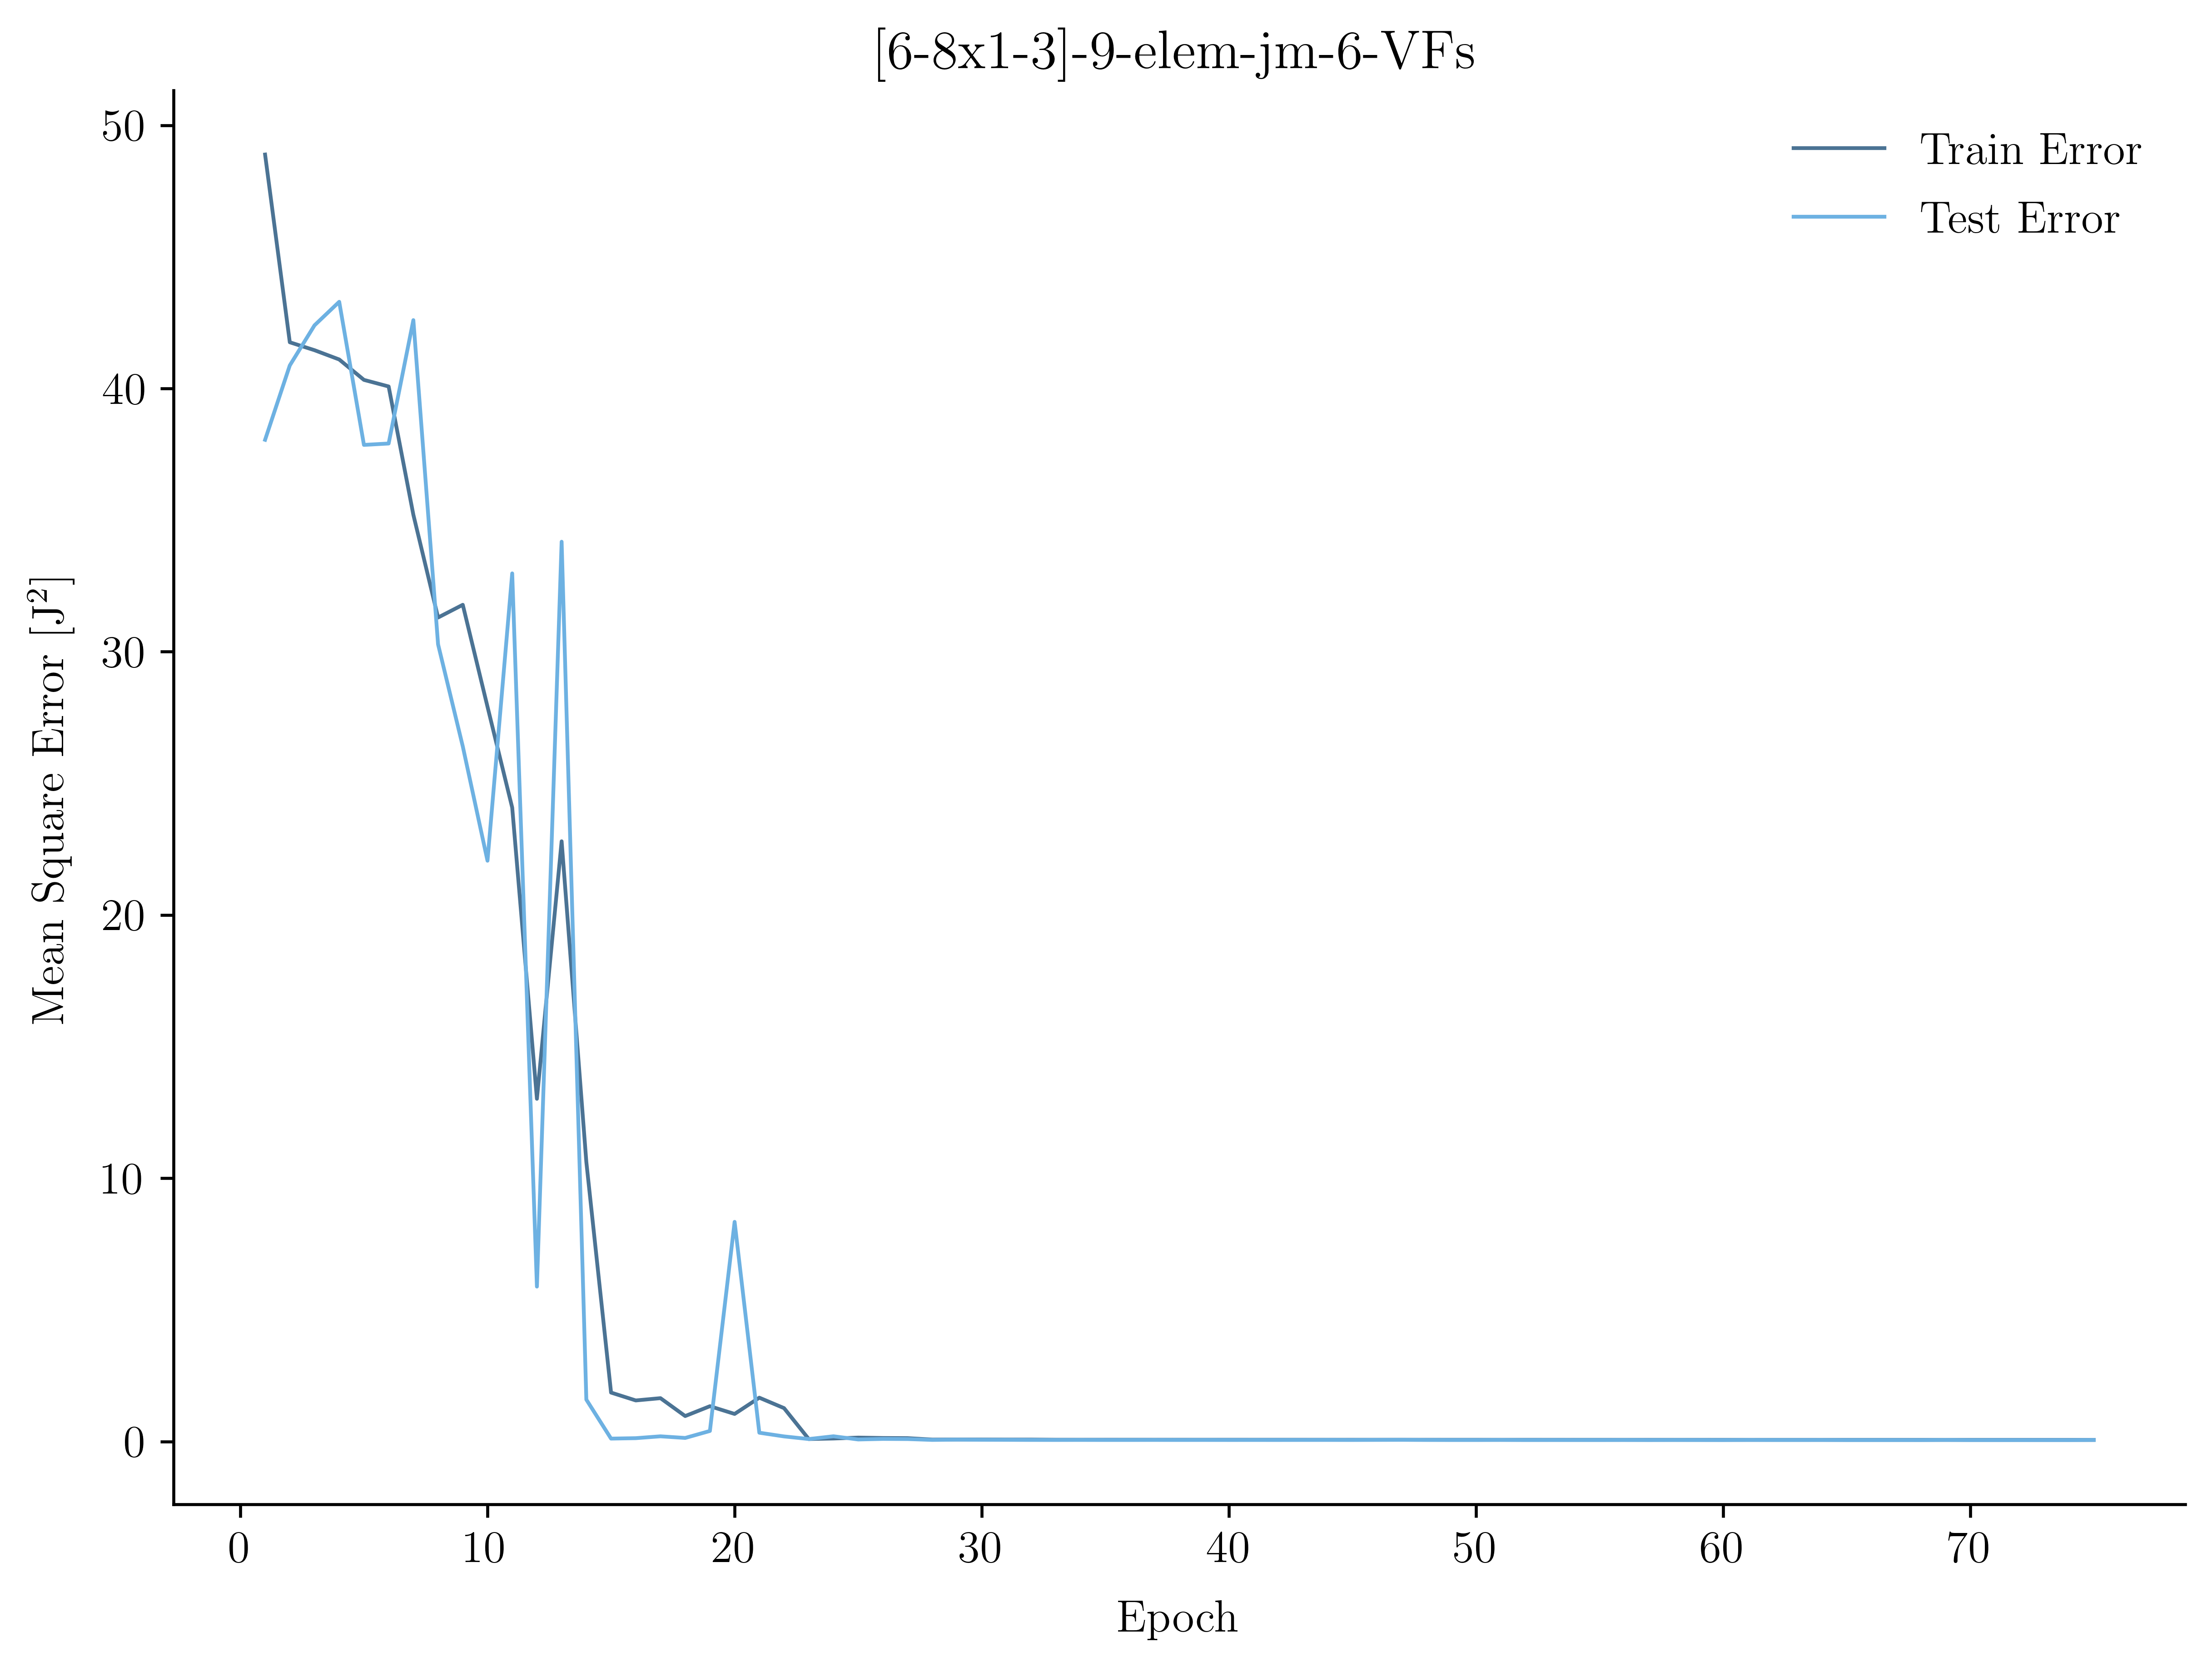 [6-8x1-3]-9-elem-jm-6-VFs
Train Error
Test Error
Mean Square Error [J²]
50
40
30
20
10
0
0 10 20 30 40 50 60 70
Epoch